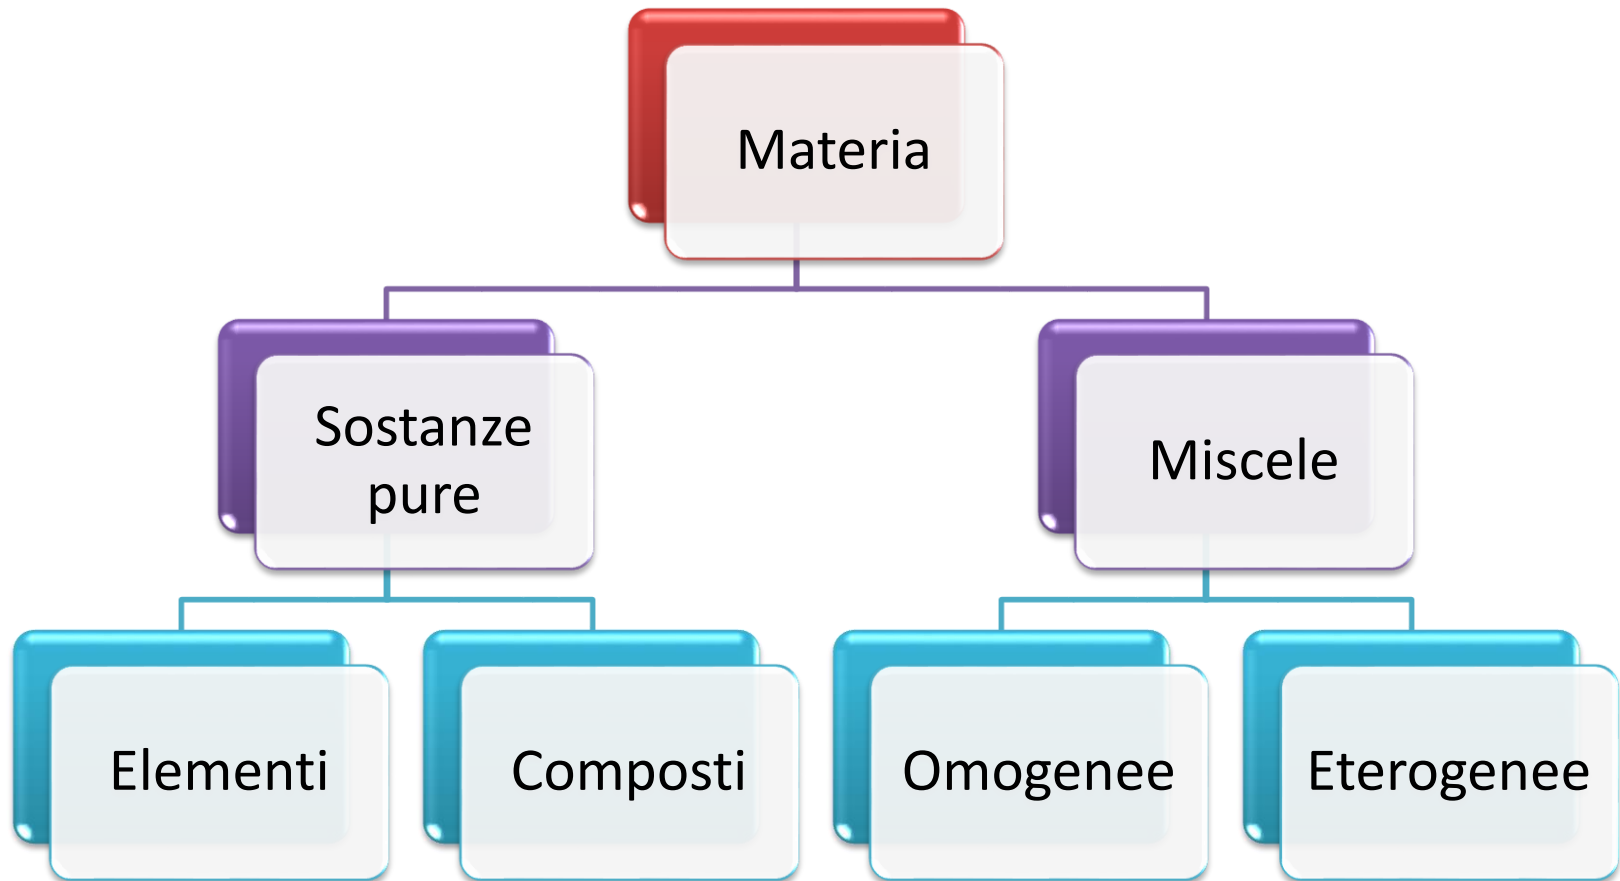 Materia
Sostanze
pure
Miscele
Elementi
Composti
Omogenee
Eterogenee